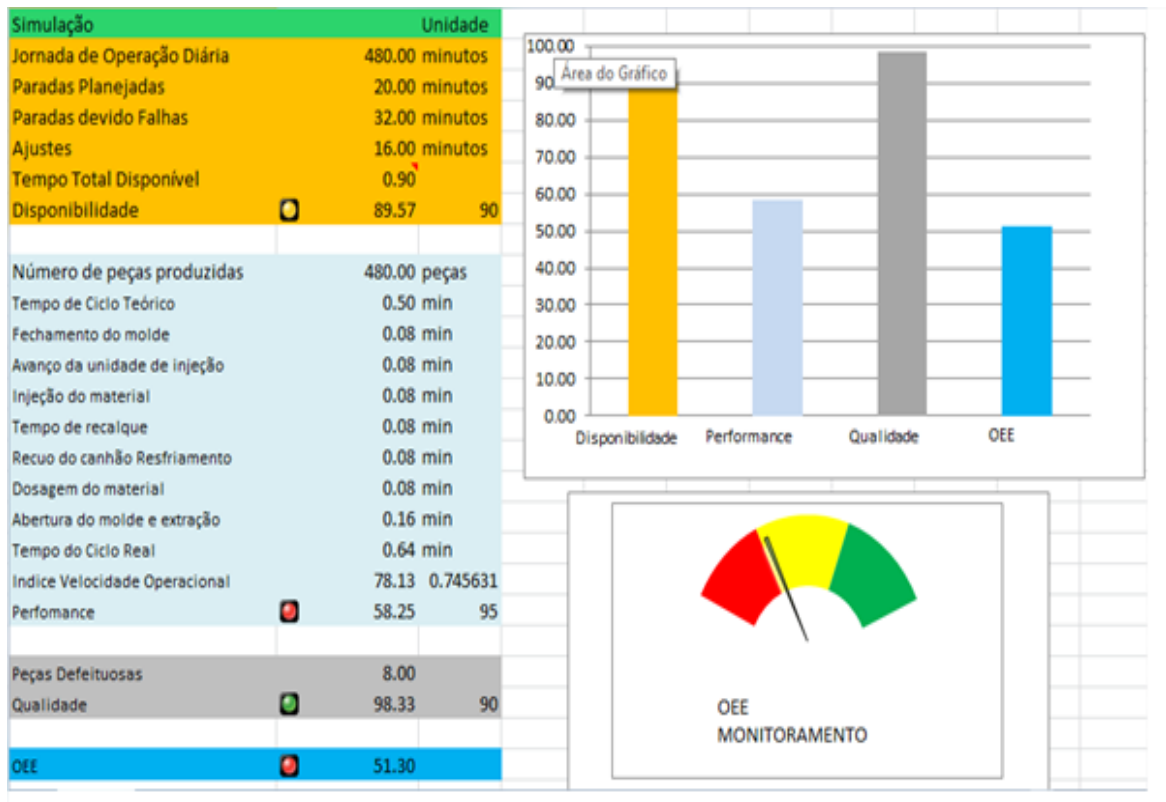 Simulação Unidade
Jornada de Operação Diária 480.00 minutos
Paradas Planejadas 20.00 minutos
Paradas devido Falhas 32.00 minutos
Ajustes 16.00 minutos
Tempo Total Disponível 0.90
Disponibilidade 89.57 90
Número de peças produzidas 480.00 peças
Tempo de Ciclo Teórico 0.50 min
Fechamento do molde 0.08 min
Avanço da unidade de injeção 0.08 min
Injeção do material 0.08 min
Tempo de recalque 0.08 min
Recuo do canhão Resfriamento 0.08 min
Dosagem do material 0.08 min
Abertura do molde e extração 0.16 min
Tempo do Ciclo Real 0.64 min
Indice Velocidade Operacional 78.13 0.745631
Perfomance 58.25 95
Peças Defeituosas 8.00
Qualidade 98.33 90
OEE 51.30
100.00
90
Área do Gráfico
80.00
70.00
60.00
50.00
40.00
30.00
20.00
10.00
0.00
Disponibilidade Performance Qualidade OEE
OEE
MONITORAMENTO